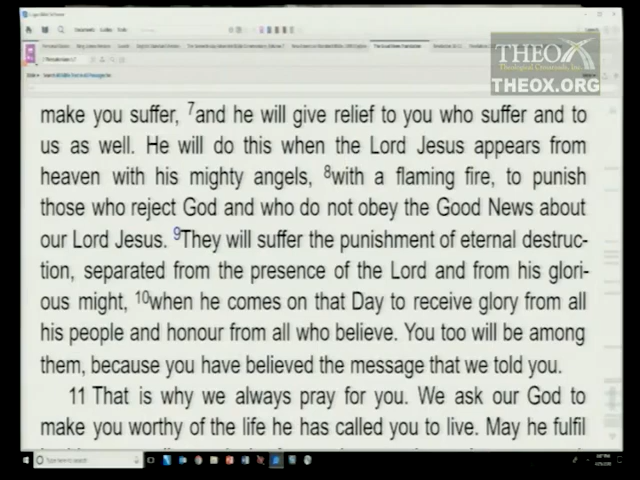 THEOX
THEOX.ORG
make you suffer, 7and he will give relief to you who suffer and to
us as well. He will do this when the Lord Jesus appears from
heaven with his mighty angels, 8with a flaming fire, to punish
those who reject God and who do not obey the Good News about
our Lord Jesus. 9They will suffer the punishment of eternal destruc-
tion, separated from the presence of the Lord and from his glori-
ous might, 10when he comes on that Day to receive glory from all
his people and honour from all who believe. You too will be among
them, because you have believed the message that we told you.
11 That is why we always pray for you. We ask our God to
make you worthy of the life he has called you to live. May he fulfil
Type here to search